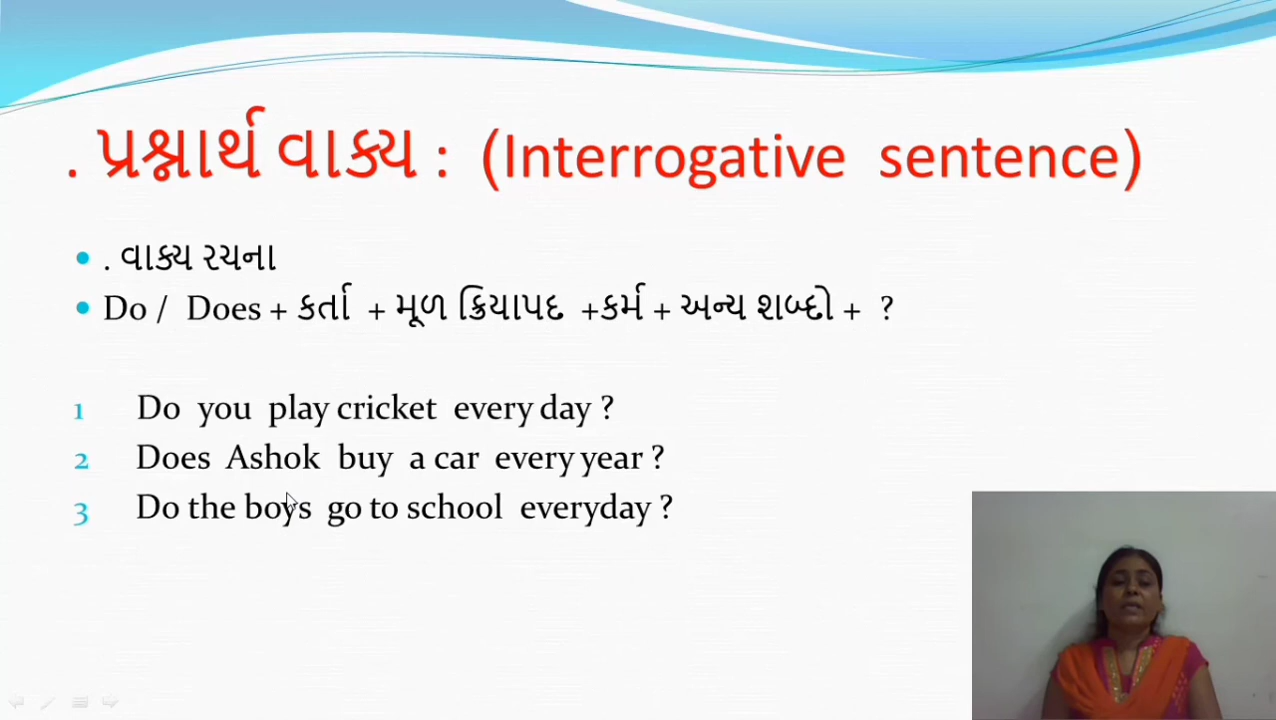 . પ્રશ્નાર્થ વાક્ય : (Interrogative sentence)
. વાક્ય રચના
Do / Does + કર્તા + મૂળ ક્રિયાપદ +કર્મ + અન્ય શબ્દો + ?
1 Do you play cricket every day ?
2 Does Ashok buy a car every year ?
3 Do the boys go to school everyday ?